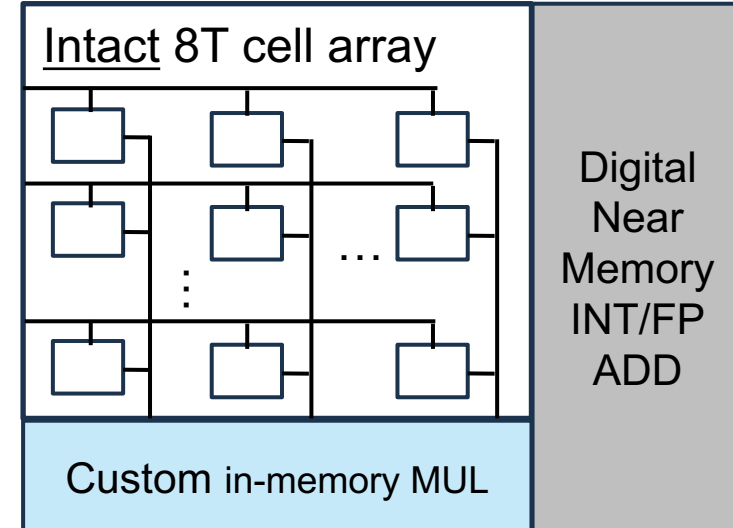 Intact 8T cell array
...
⋮
Custom in-memory MUL
Digital
Near
Memory
INT/FP
ADD